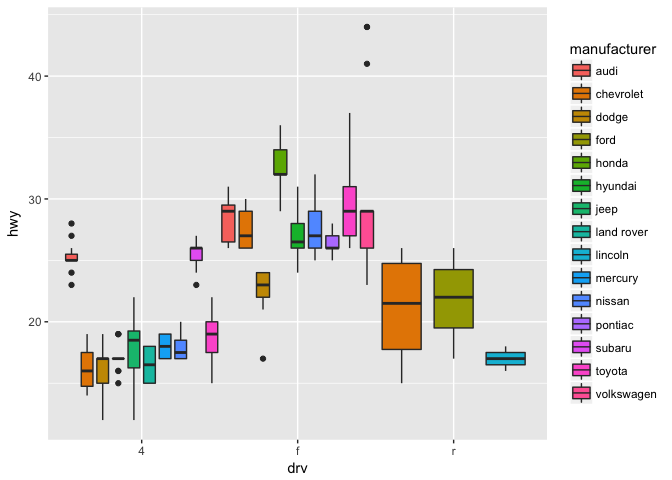 hwy
40
30
20
4
f
r
drv
manufacturer
audi
chevrolet
dodge
ford
honda
hyundai
jeep
land rover
lincoln
mercury
nissan
pontiac
subaru
toyota
volkswagen